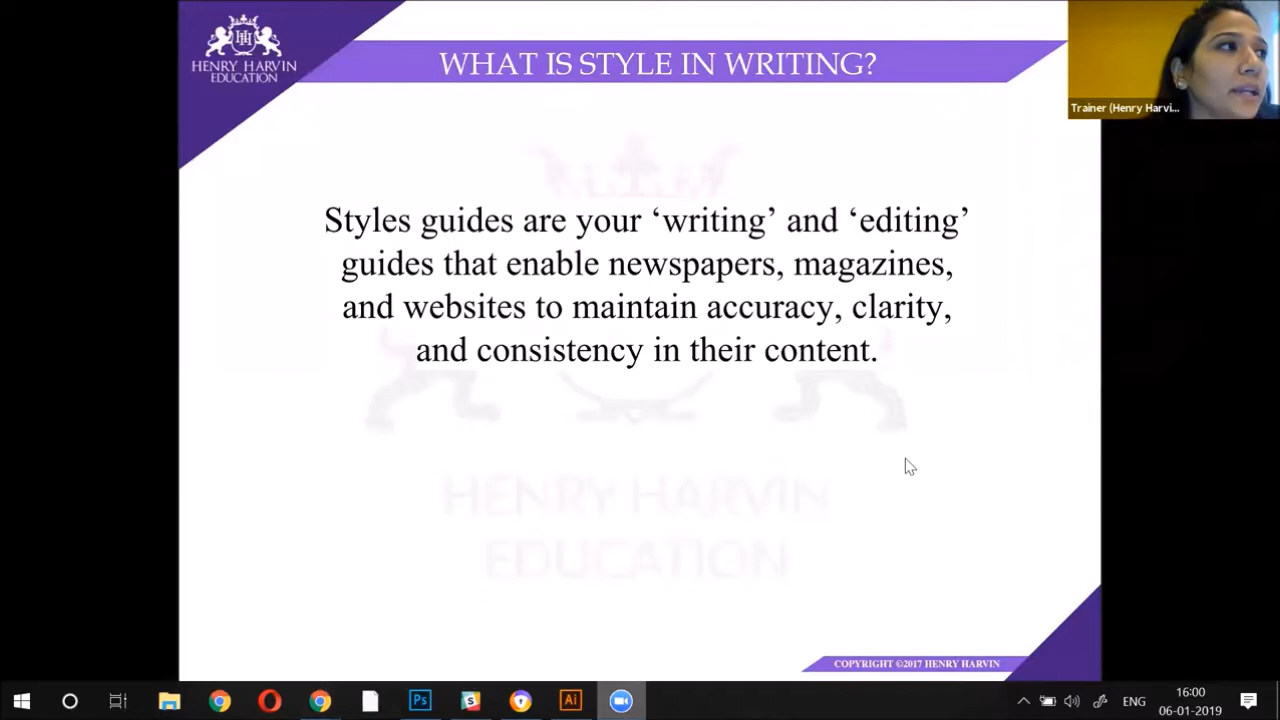 HENRY HARVIN
EDUCATION
WHAT IS STYLE IN WRITING?
Trainer (Henry Harvi...
Styles guides are your ‘writing’ and ‘editing’
guides that enable newspapers, magazines,
and websites to maintain accuracy, clarity,
and consistency in their content.
HENRY HARVIN
EDUCATION
COPYRIGHT ©2017 HENRY HARVIN
Ps
S
Ai
ENG
16:00
06-01-2019